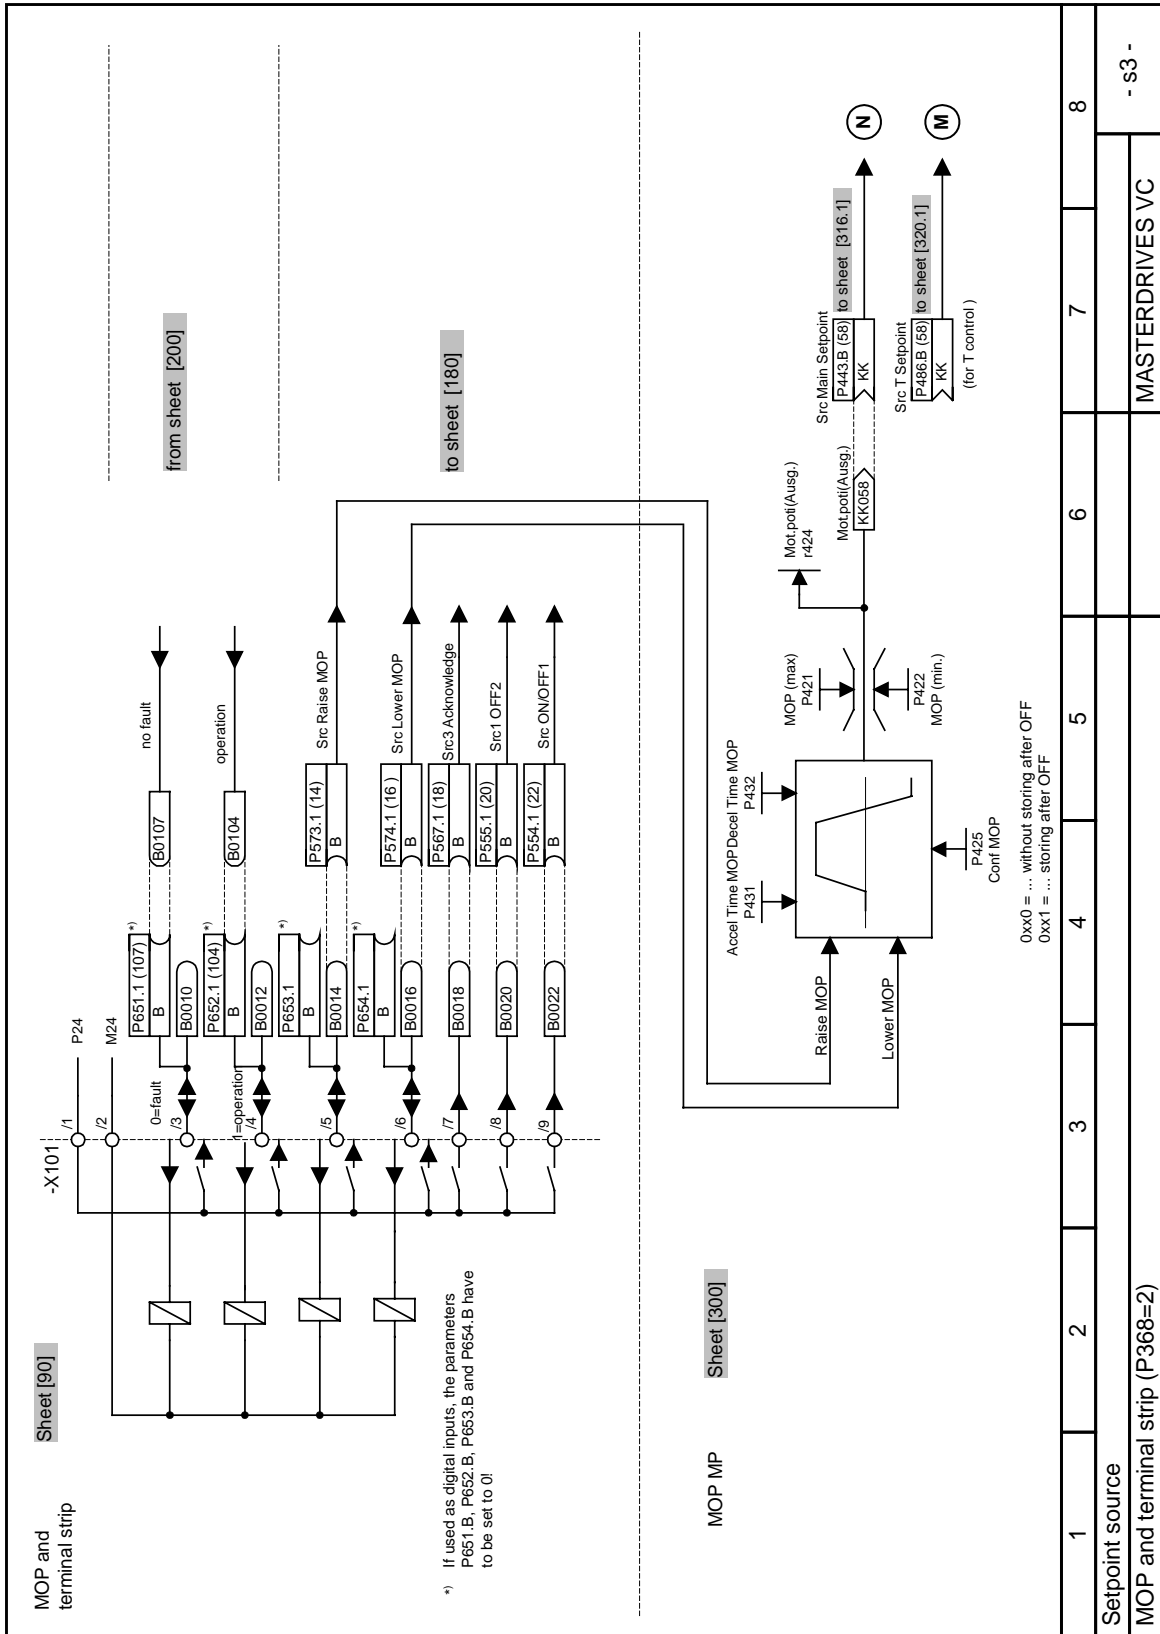 MOP and
terminal strip
Sheet [90]
-X101
/1
P24
/2
M24
0=fault
/3
P651.1 (107)
*)
B
B0010
B0107
no fault
from sheet [200]
1=operation
/4
P652.1 (104)
*)
B
B0012
B0104
operation
/5
P653.1
*)
B
B0014
P573.1 (14)
B
Src Raise MOP
/6
P654.1
*)
B
B0016
P574.1 (16 )
B
Src Lower MOP
to sheet [180]
/7
B0018
P567.1 (18)
B
Src3 Acknowledge
/8
B0020
P555.1 (20)
B
Src1 OFF2
/9
B0022
P554.1 (22)
B
Src ON/OFF1
*) If used as digital inputs, the parameters
P651.B, P652.B, P653.B and P654.B have
to be set to 0!
MOP MP
Sheet [300]
Raise MOP
Lower MOP
Accel Time MOP
P431
Decel Time MOP
P432
P425
Conf MOP
0xx0 = ... without storing after OFF
0xx1 = ... storing after OFF
MOP (max)
P421
P422
MOP (min.)
Mot.poti(Ausg.)
r424
Mot.poti(Ausg.)
KK058
Src Main Setpoint
P443.B (58)
KK
to sheet [316.1]
N
Src T Setpoint
P486.B (58)
KK
(for T control )
to sheet [320.1]
M
1 2 3 4 5 6 7 8
Setpoint source
- s3 -
MOP and terminal strip (P368=2)
MASTERDRIVES VC